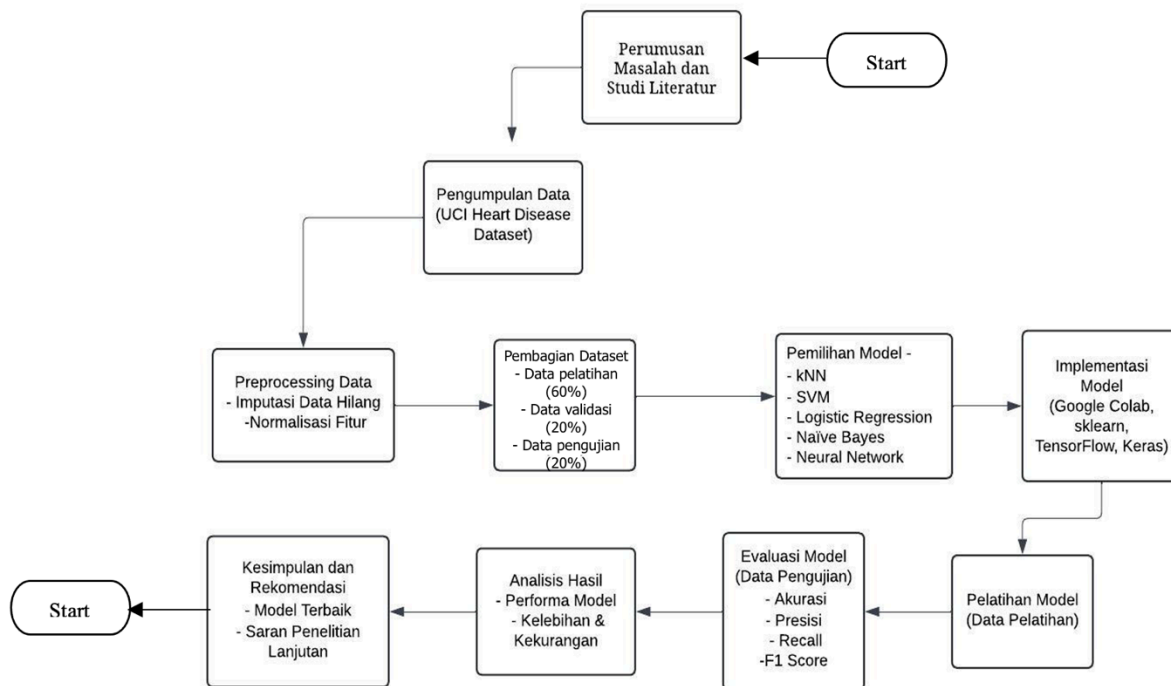 Start
Perumusan
Masalah dan
Studi Literatur
Pengumpulan Data
(UCI Heart Disease
Dataset)
Preprocessing Data
- Imputasi Data Hilang
-Normalisasi Fitur
Pembagian Dataset
- Data pelatihan
(60%)
- Data validasi
(20%)
- Data pengujian
(20%)
Pemilihan Model -
- kNN
- SVM
- Logistic Regression
- Naïve Bayes
- Neural Network
Implementasi
Model
(Google Colab,
sklearn,
TensorFlow, Keras)
Pelatihan Model
(Data Pelatihan)
Evaluasi Model
(Data Pengujian)
- Akurasi
- Presisi
- Recall
-F1 Score
Analisis Hasil
- Performa Model
- Kelebihan &
Kekurangan
Kesimpulan dan
Rekomendasi
- Model Terbaik
- Saran Penelitian
Lanjutan
Start